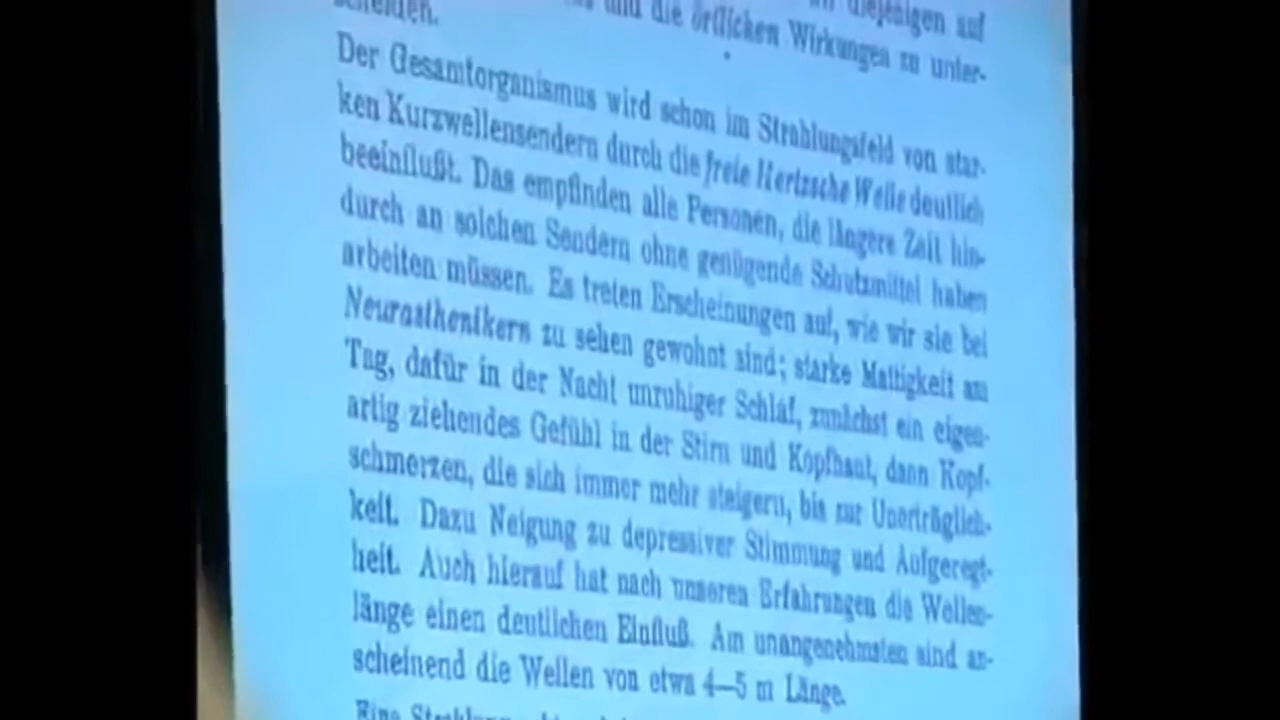 scheiden.
und die örtlichen Wirkungen zu unter-
Der Gesamtorganismus wird schon im Strahlungsfeld von star-
ken Kurzwellensendern durch die freie Hertzsche Welle deutlich
beeinflußt. Das empfinden alle Personen, die längere Zeit hin-
durch an solchen Sendern ohne genügende Schutzmittel haben
arbeiten müssen. Es treten Erscheinungen auf, wie wir sie bei
Neurasthenikern zu sehen gewohnt sind; starke Mattigkeit am
Tag, dafür in der Nacht unruhiger Schlaf, zunächst ein eigen-
artig ziehendes Gefühl in der Stirn und Kopfhaut, dann Kopf-
schmerzen, die sich immer mehr steigern, bis zur Unerträglich-
keit. Dazu Neigung zu depressiver Stimmung und Aufgeregt-
heit. Auch hierauf hat nach unseren Erfahrungen die Wellen-
länge einen deutlichen Einfluß. Am unangenehmsten sind an-
scheinend die Wellen von etwa 4–5 m Länge.
Eine